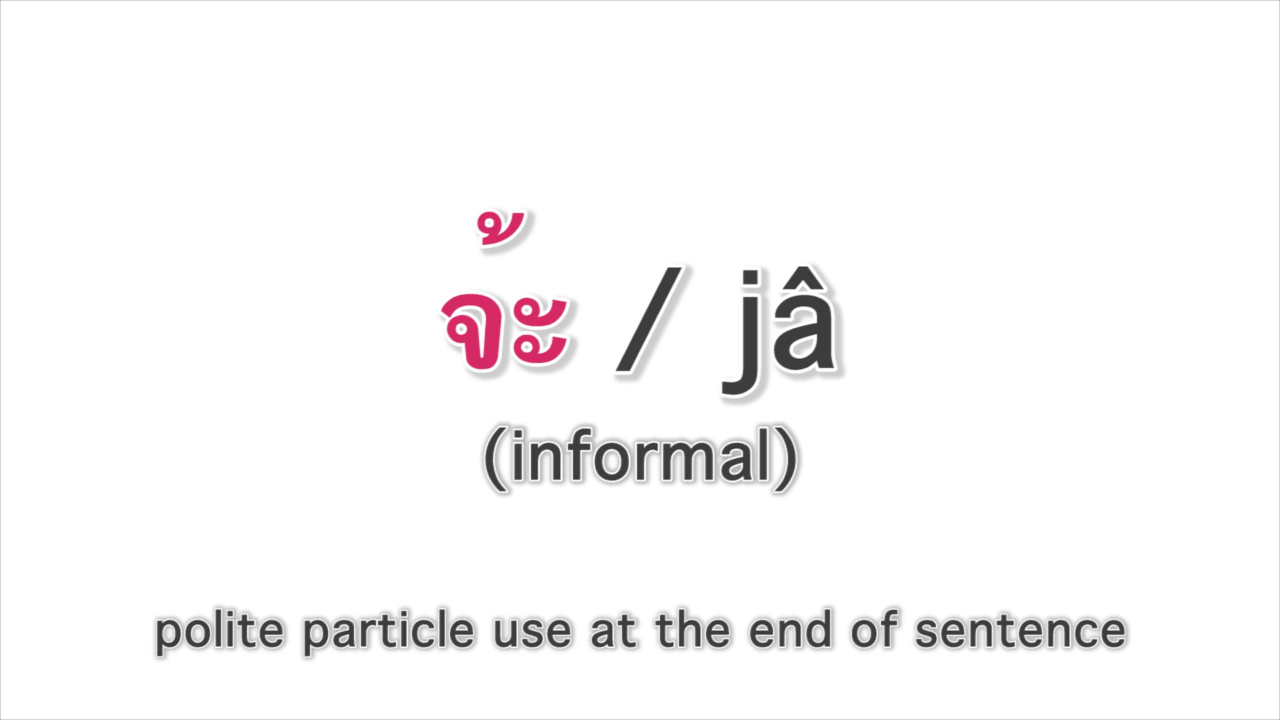 จ้ะ / jâ
(informal)
polite particle use at the end of sentence